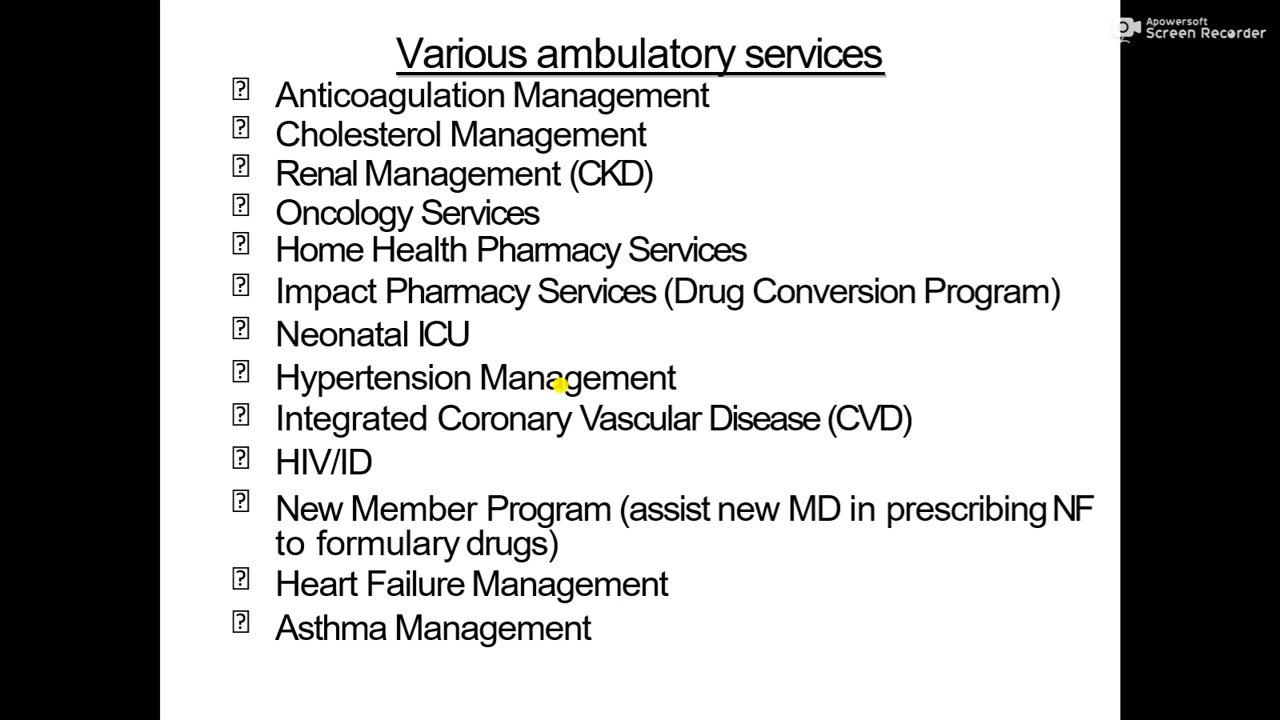 Apowersoft
Screen Recorder
Various ambulatory services
Anticoagulation Management
Cholesterol Management
Renal Management (CKD)
Oncology Services
Home Health Pharmacy Services
Impact Pharmacy Services (Drug Conversion Program)
Neonatal ICU
Hypertension Management
Integrated Coronary Vascular Disease (CVD)
HIV/ID
New Member Program (assist new MD in prescribing NF
to formulary drugs)
Heart Failure Management
Asthma Management